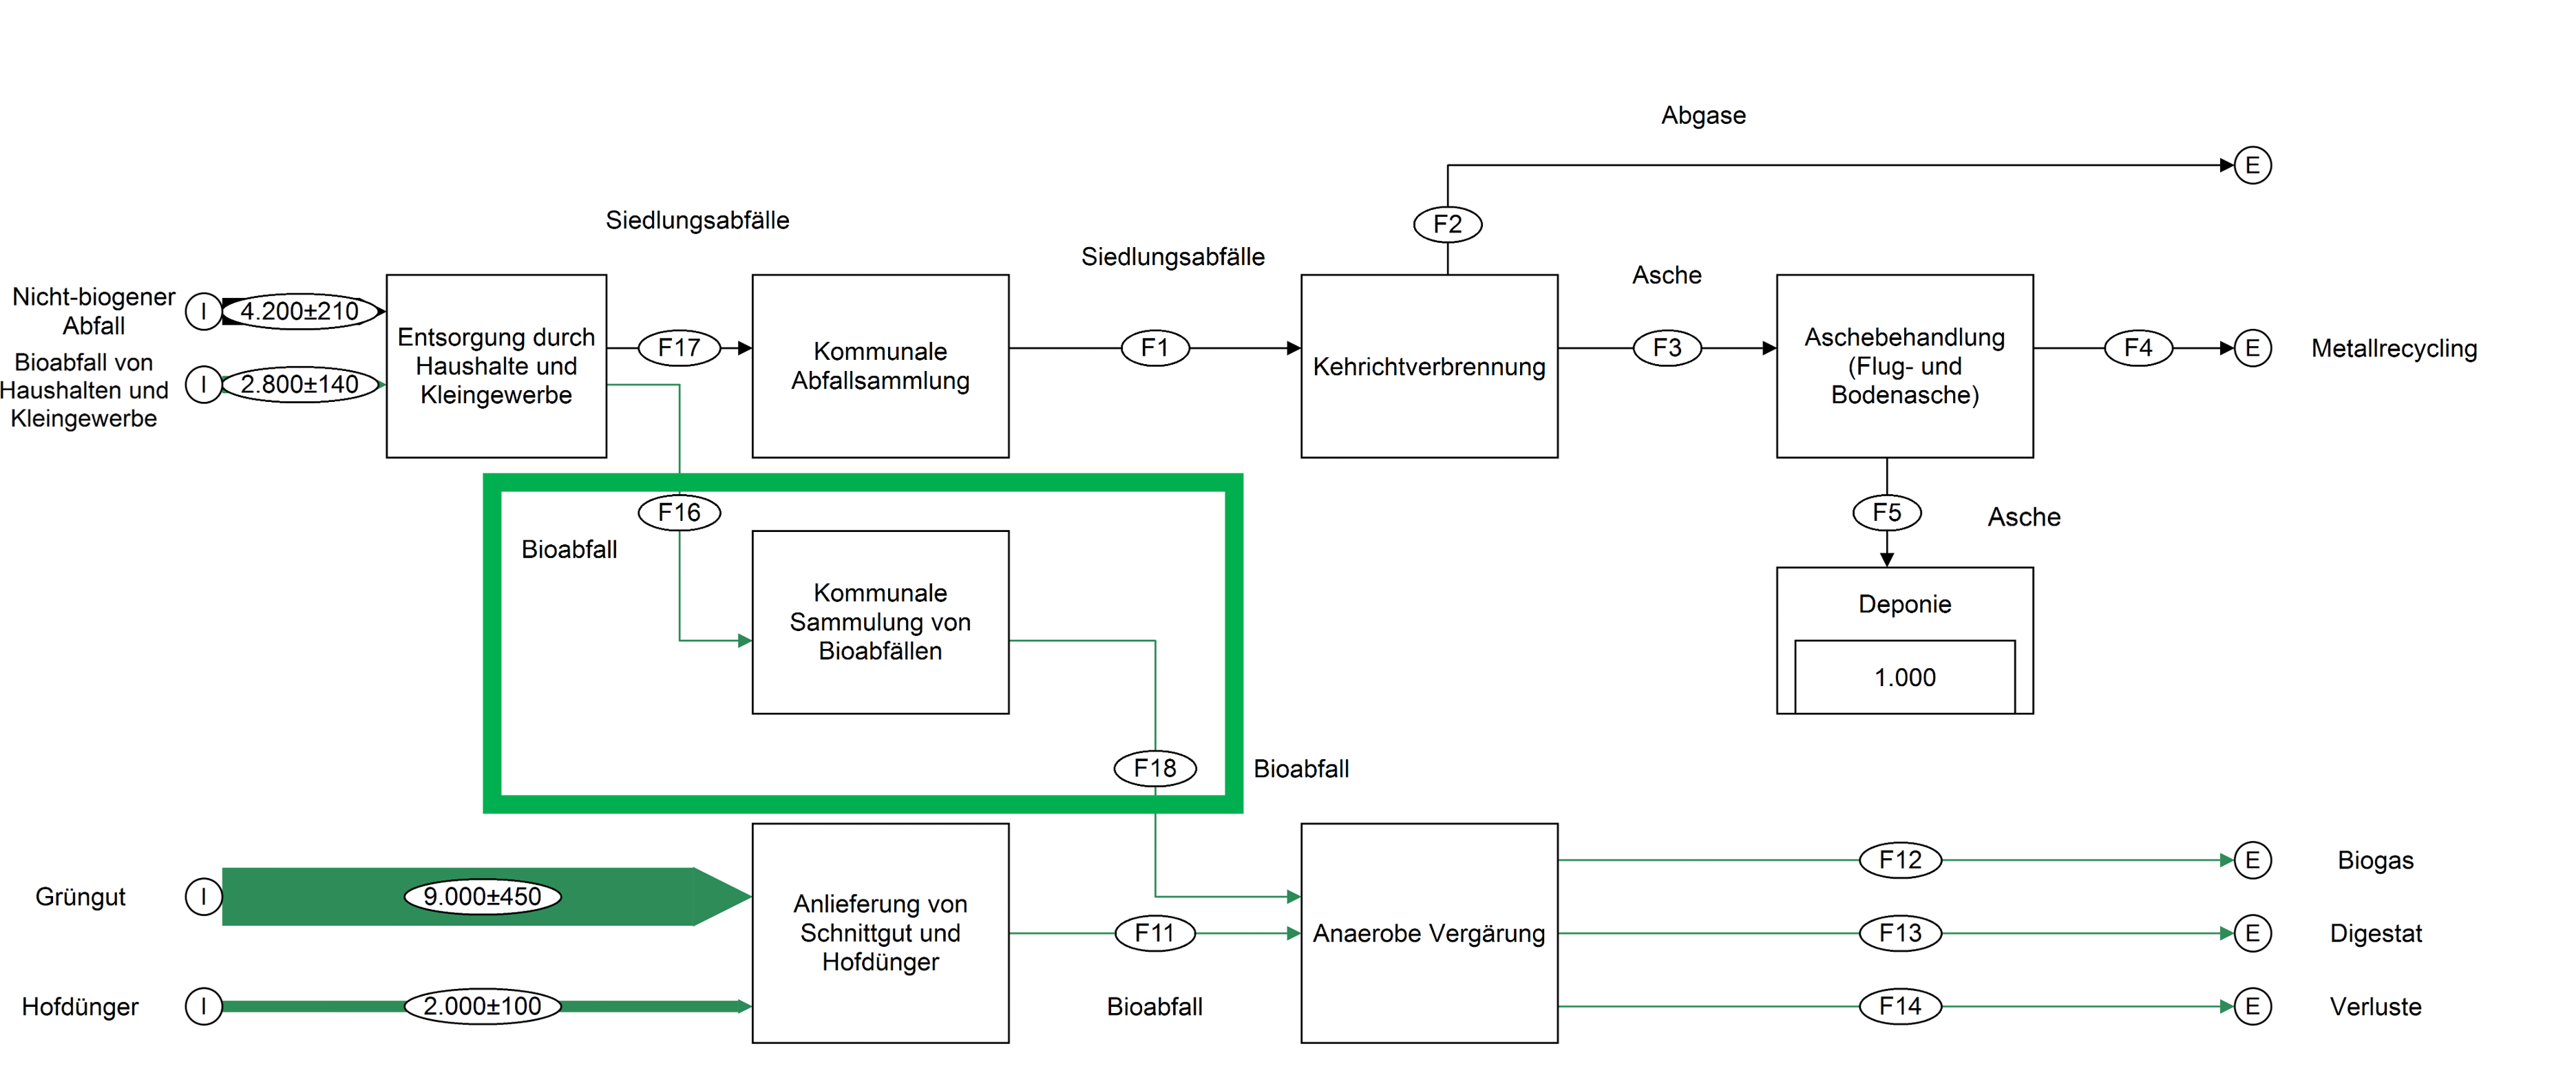 Abgase
E
F2
Siedlungsabfälle
Siedlungsabfälle
Asche
Nicht-biogener
Abfall
I
4.200±210
Bioabfall von
Haushalten und
Kleingewerbe
I
2.800±140
Entsorgung durch
Haushalte und
Kleingewerbe
F17
Kommunale
Abfallsammlung
F1
Kehrichtverbrennung
F3
Aschebehandlung
(Flug- und
Bodenasche)
F4
E
Metallrecycling
F16
Bioabfall
F5
Asche
Kommunale
Sammulung von
Bioabfällen
Deponie
1.000
F18
Bioabfall
Grüngut
I
9.000±450
Hofdünger
I
2.000±100
Anlieferung von
Schnittgut und
Hofdünger
F11
Bioabfall
Anaerobe Vergärung
F12
E
Biogas
F13
E
Digestat
F14
E
Verluste